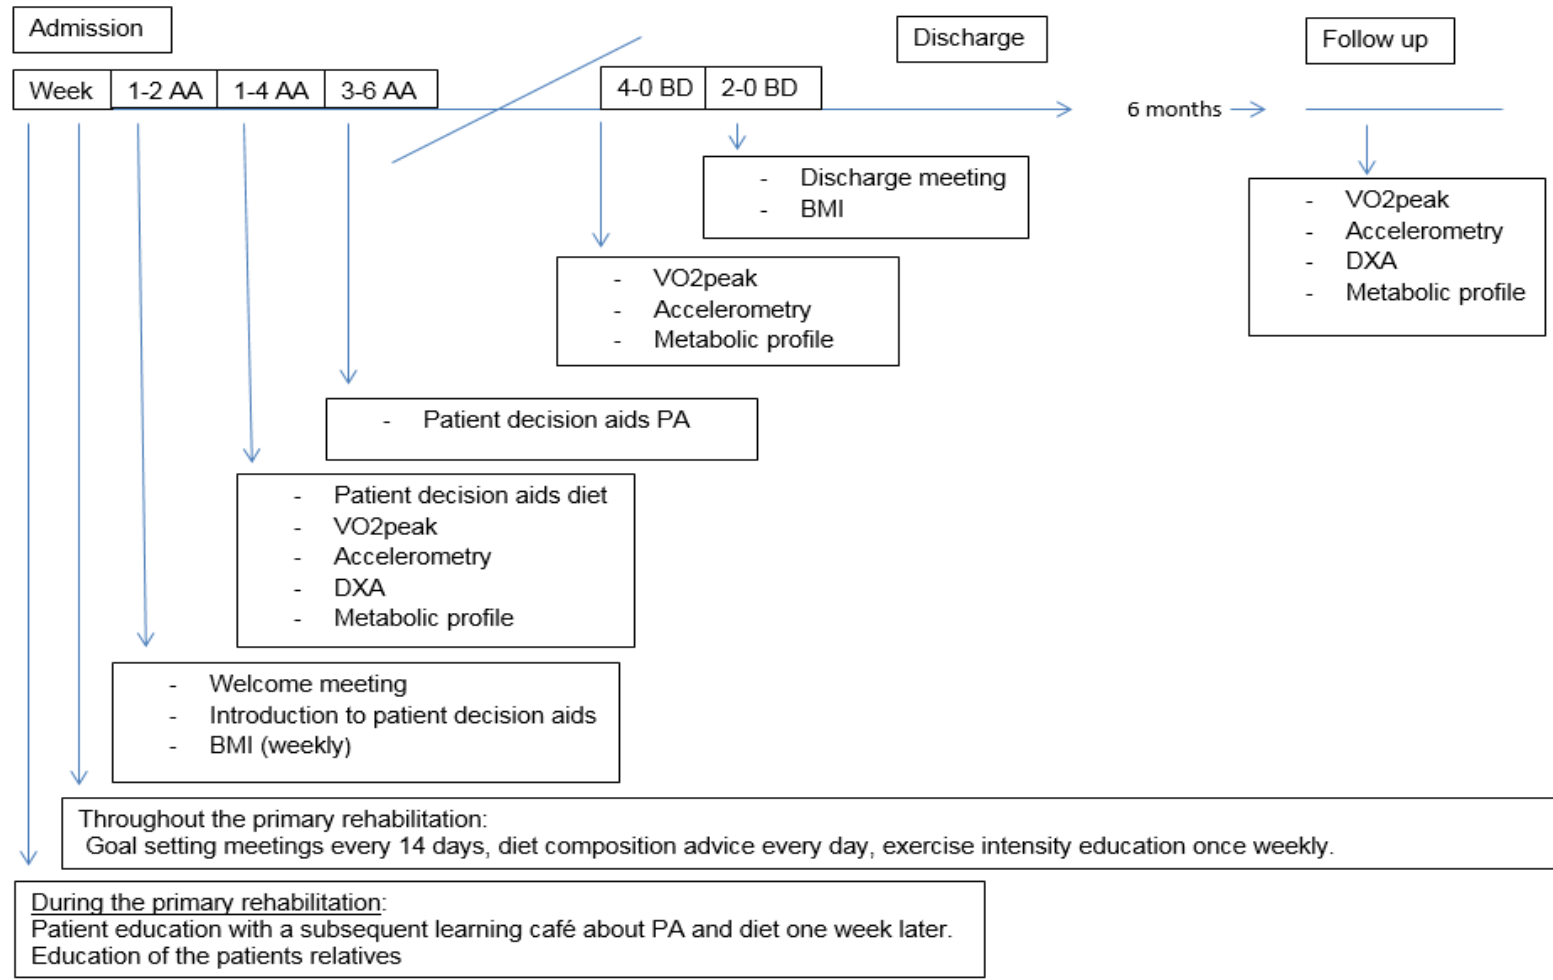 Admission
Discharge
Follow up
Week
1-2 AA
1-4 AA
3-6 AA
4-0 BD
2-0 BD
6 months
- Discharge meeting
- BMI
- VO2peak
- Accelerometry
- DXA
- Metabolic profile
- VO2peak
- Accelerometry
- Metabolic profile
- Patient decision aids PA
- Patient decision aids diet
- VO2peak
- Accelerometry
- DXA
- Metabolic profile
- Welcome meeting
- Introduction to patient decision aids
- BMI (weekly)
Throughout the primary rehabilitation:
Goal setting meetings every 14 days, diet composition advice every day, exercise intensity education once weekly.
During the primary rehabilitation:
Patient education with a subsequent learning café about PA and diet one week later.
Education of the patients relatives